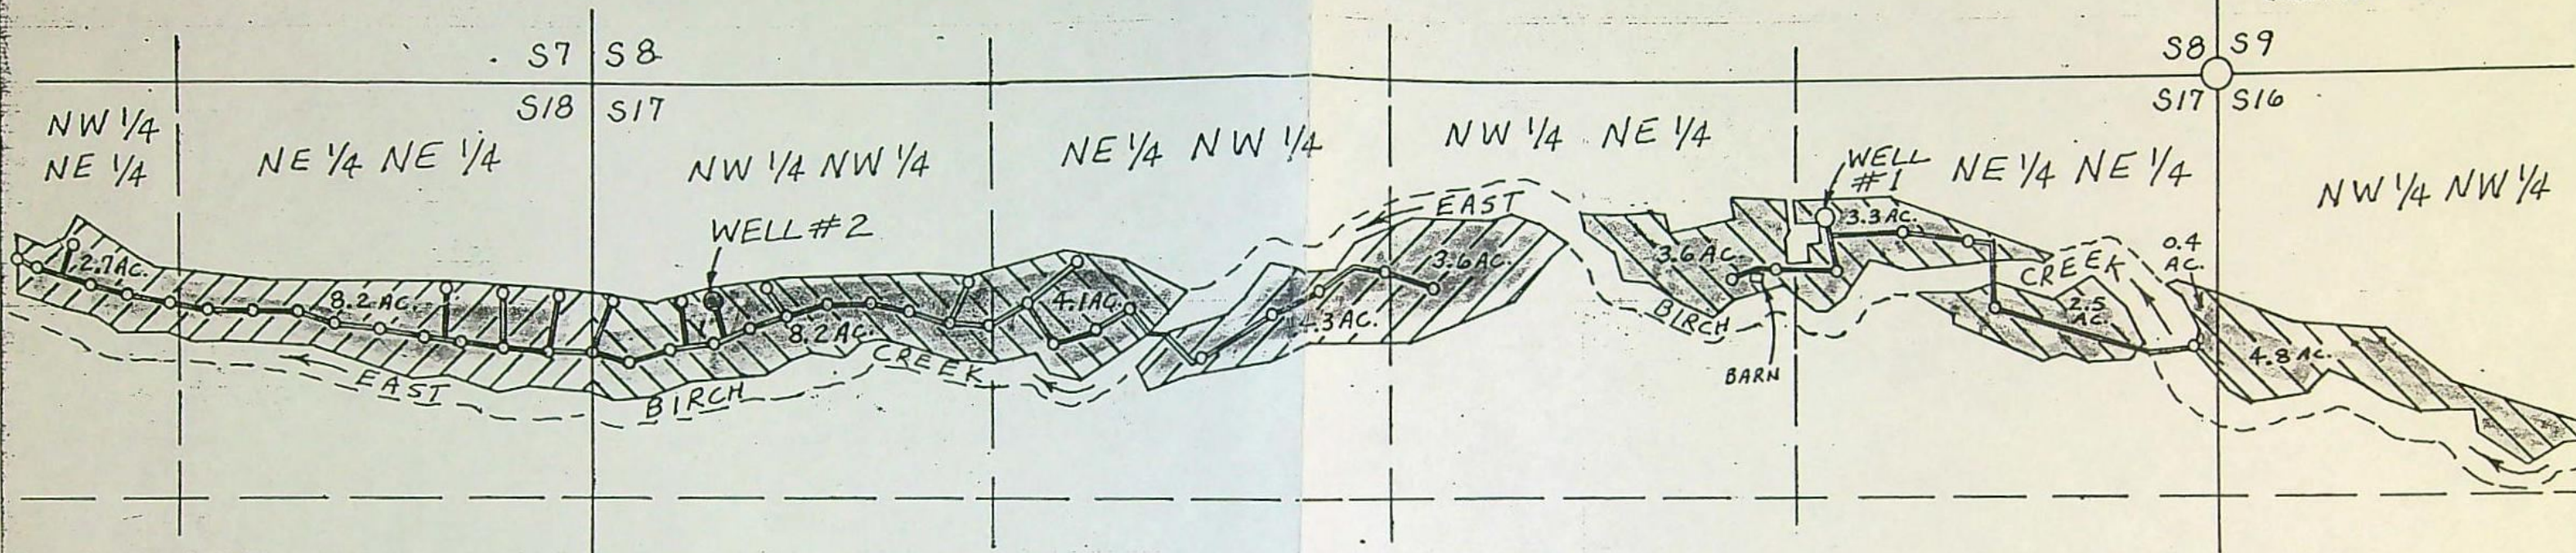 S7 S8
S8 S9
S18 S17
S17 S16
NW 1/4
NE 1/4
NE 1/4 NE 1/4
NW 1/4 NW 1/4
NE 1/4 NW 1/4
NW 1/4 NE 1/4
WELL
#1
NE 1/4 NE 1/4
NW 1/4 NW 1/4
WELL #2
EAST
3.3 AC.
0.4
AC.
2.7 AC.
8.2 AC.
8.2 AC.
4.1 AC.
4.3 AC.
3.6 AC.
3.6 AC.
CREEK
2.5
AC.
4.8 AC.
BIRCH
BARN
EAST
BIRCH
CREEK